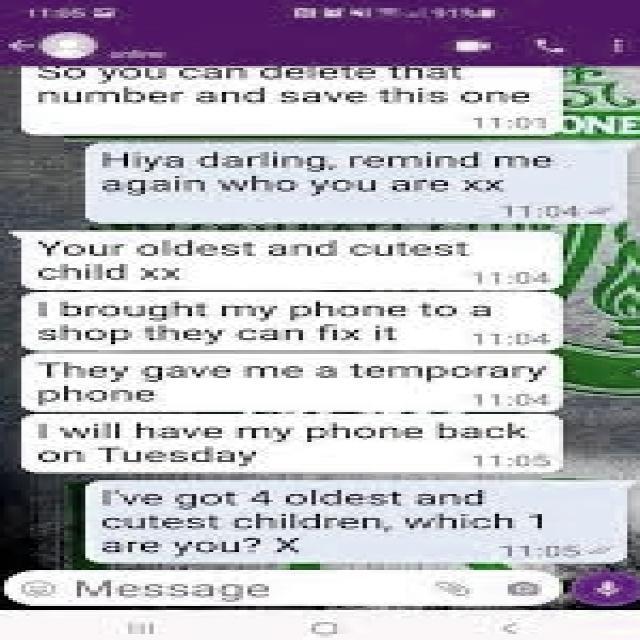 11:05
91%
online
So you can delete that
number and save this one
11:01
ONE
Hiya darling, remind me
again who you are xx
11:04
Your oldest and cutest
child xx
11:04
I brought my phone to a
shop they can fix it
11:04
They gave me a temporary
phone
11:04
I will have my phone back
on Tuesday
11:05
I've got 4 oldest and
cutest children, which 1
are you? X
11:05
Message